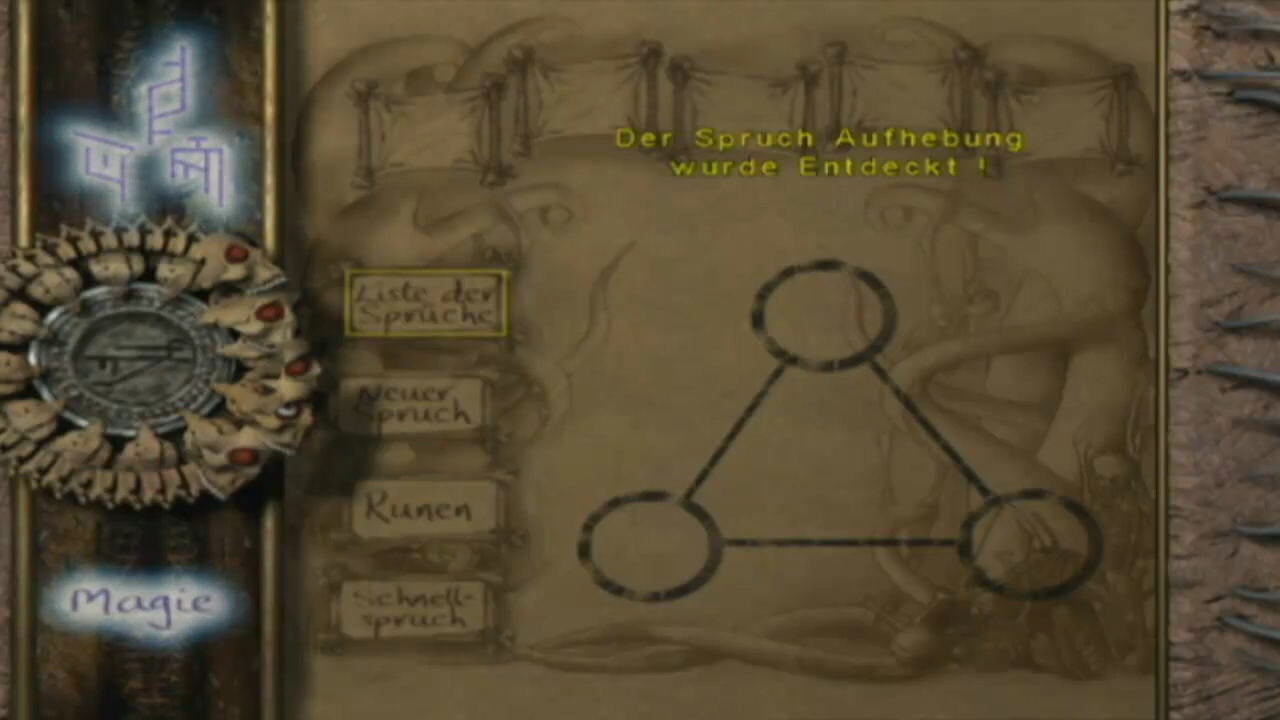 Der Spruch Aufhebung
wurde Entdeckt !
Liste der
Sprüche
Neuer
Spruch
Runen
Schnell-
spruch
Magie